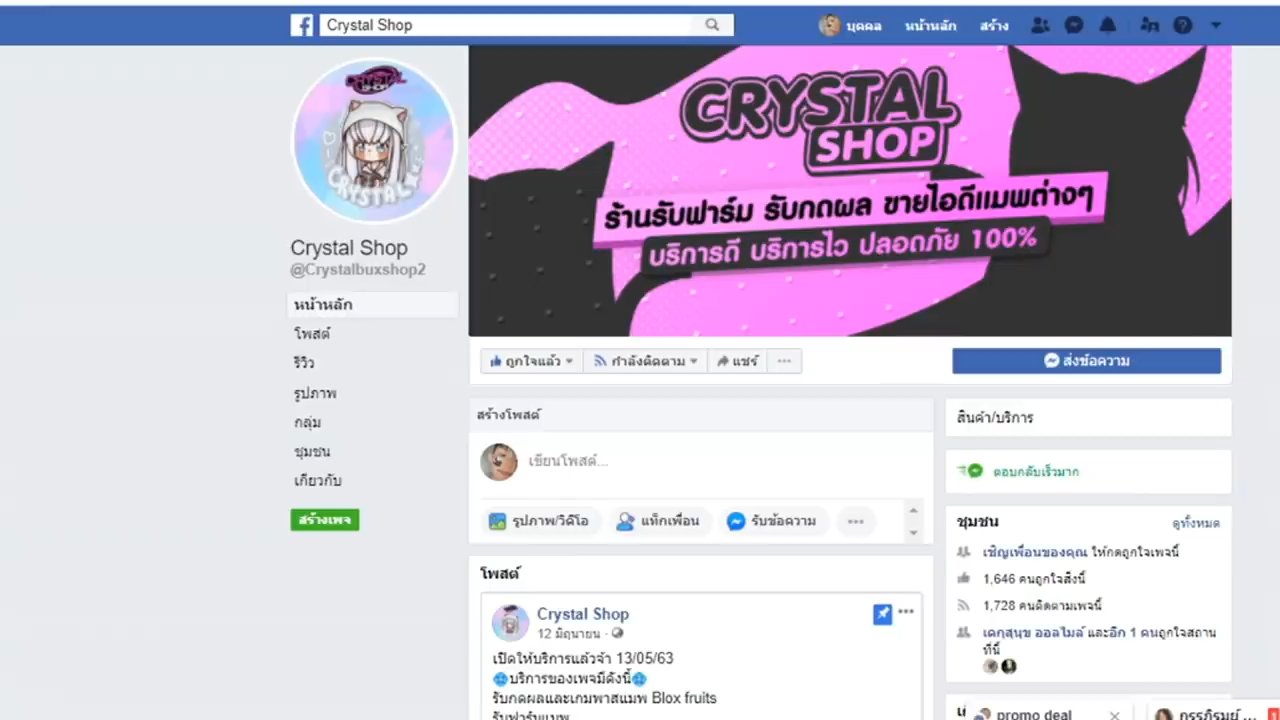 Crystal Shop
บุคคล
หน้าหลัก
สร้าง
CRYSTAL
SHOP
CRYSTAL
SHOP
ร้านรับฟาร์ม รับกดผล ขายไอดีแมพต่างๆ
บริการดี บริการไว ปลอดภัย 100%
Crystal Shop
@Crystalbuxshop2
หน้าหลัก
โพสต์
รีวิว
รูปภาพ
กลุ่ม
ชุมชน
เกี่ยวกับ
สร้างเพจ
ถูกใจแล้ว
กำลังติดตาม
แชร์
ส่งข้อความ
สร้างโพสต์
เขียนโพสต์...
รูปภาพ/วิดีโอ
แท็กเพื่อน
รับข้อความ
โพสต์
Crystal Shop
12 มิถุนายน
เปิดให้บริการแล้วจ้า 13/05/63
บริการของเพจมีดังนี้
รับกดผลและเกมพาสแมพ Blox fruits
รับฟาร์มแมพ
สินค้า/บริการ
ตอบกลับเร็วมาก
ชุมชน
ดูทั้งหมด
เชิญเพื่อนของคุณ ให้กดถูกใจเพจนี้
1,646 คนถูกใจสิ่งนี้
1,728 คนติดตามเพจนี้
เดกุสนุข ออลไมล์ และอีก 1 คนถูกใจสถาน
ที่นี้
promo deal